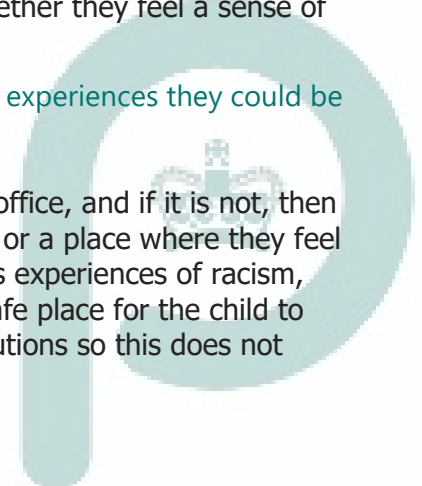 ether they feel a sense of
experiences they could be
office, and if it is not, then
or a place where they feel
s experiences of racism,
afe place for the child to
utions so this does not